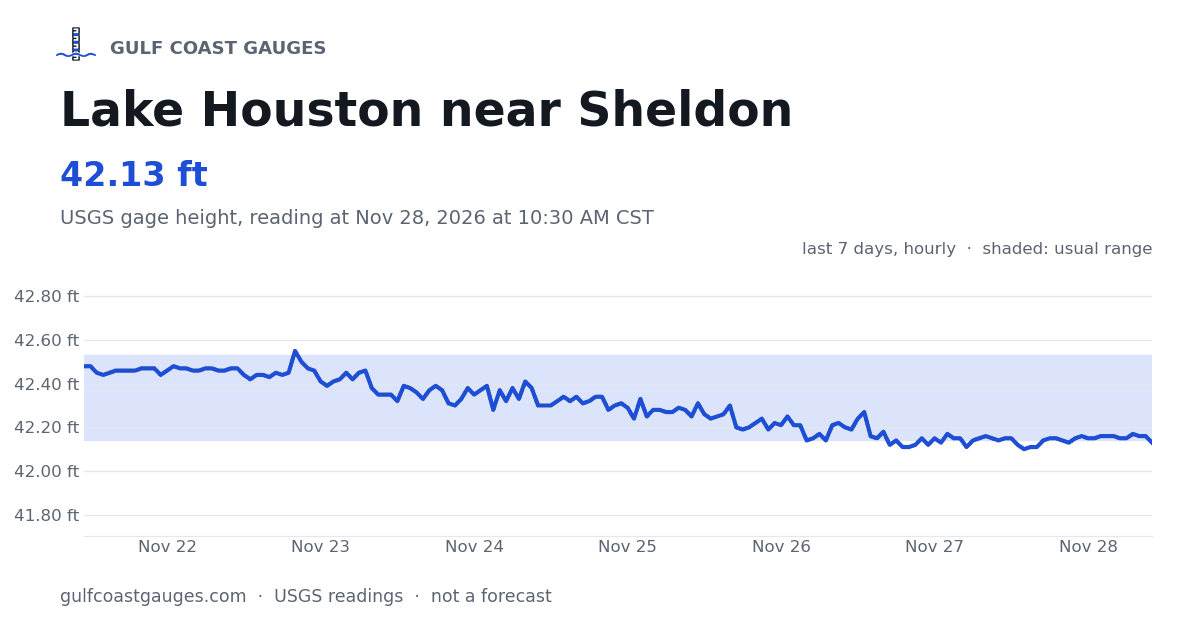 GULF COAST GAUGES
Lake Houston near Sheldon
42.13 ft
USGS gage height, reading at Nov 28, 2026 at 10:30 AM CST
last 7 days, hourly · shaded: usual range
42.80 ft
42.60 ft
42.40 ft
42.20 ft
42.00 ft
41.80 ft
Nov 22 Nov 23 Nov 24 Nov 25 Nov 26 Nov 27 Nov 28
gulfcoastgauges.com · USGS readings · not a forecast